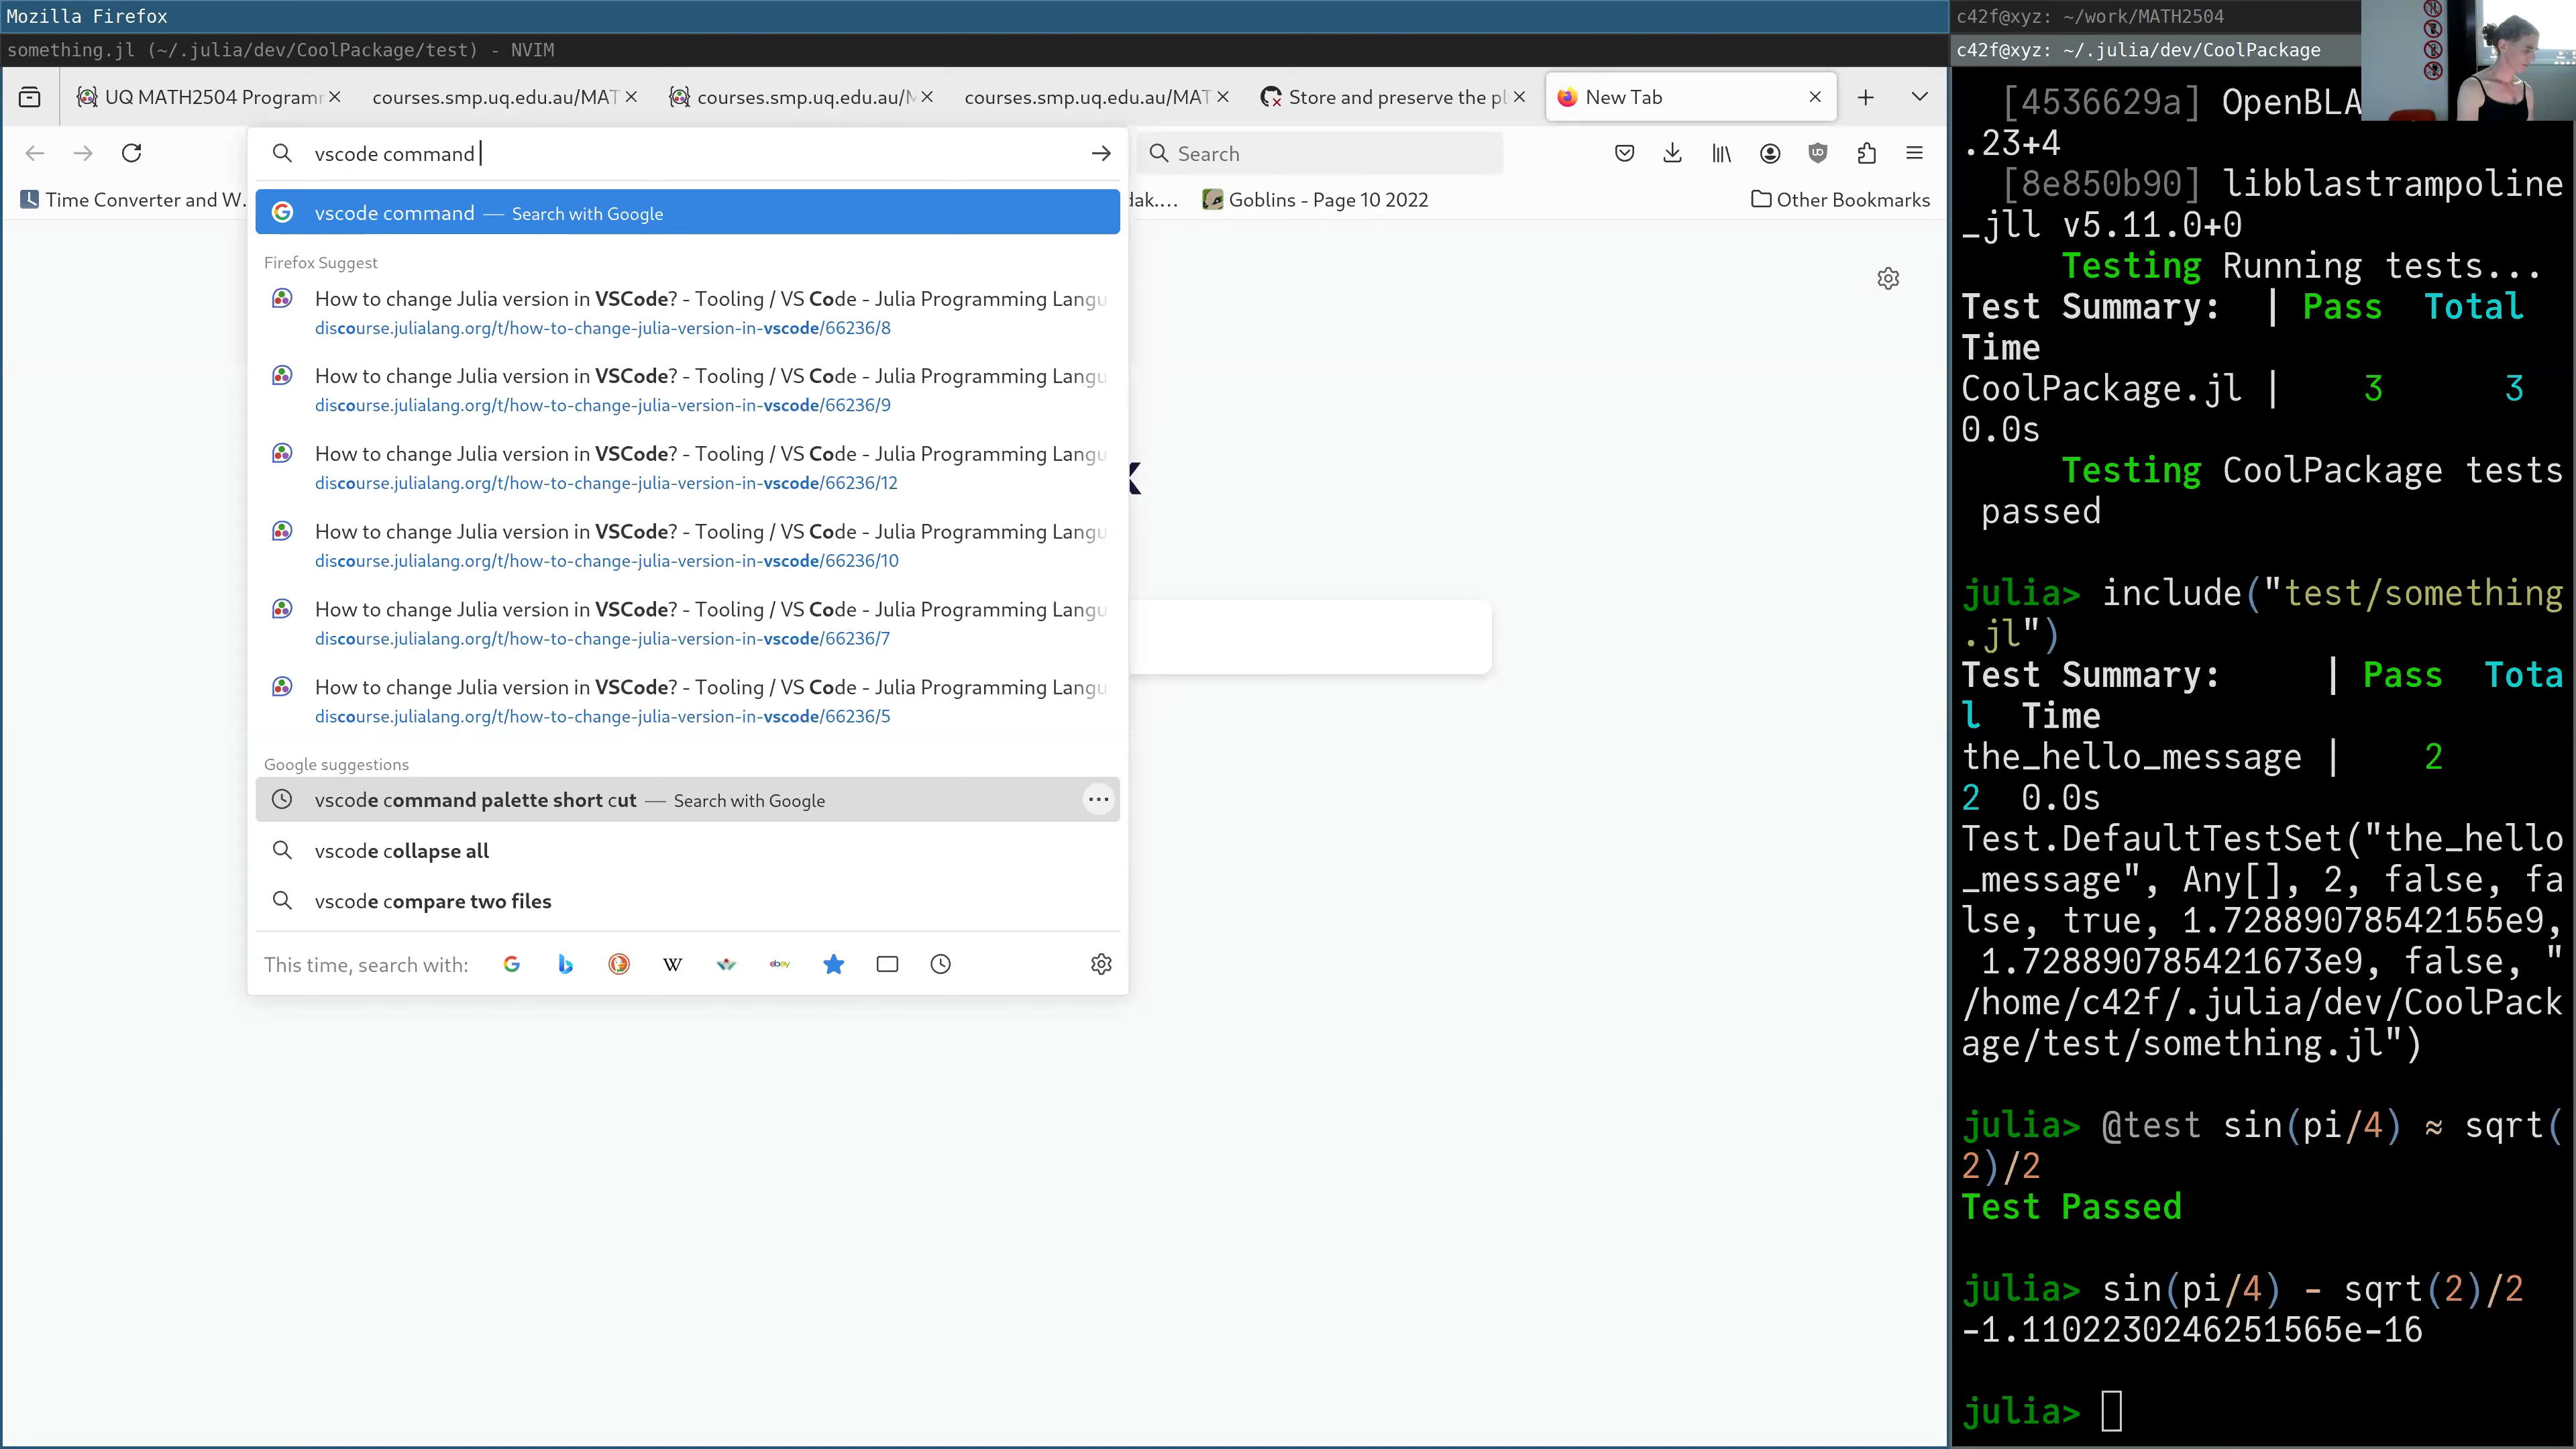 Mozilla Firefox
something.jl (~/.julia/dev/CoolPackage/test) - NVIM
UQ MATH2504 Programr
courses.smp.uq.edu.au/MAT
courses.smp.uq.edu.au/M
courses.smp.uq.edu.au/MAT
Store and preserve the pl
New Tab
vscode command
Search
Time Converter and W.
dak....
Goblins - Page 10 2022
Other Bookmarks
vscode command — Search with Google
Firefox Suggest
How to change Julia version in VSCode? - Tooling / VS Code - Julia Programming Langu
discourse.julialang.org/t/how-to-change-julia-version-in-vscode/66236/8
How to change Julia version in VSCode? - Tooling / VS Code - Julia Programming Langu
discourse.julialang.org/t/how-to-change-julia-version-in-vscode/66236/9
How to change Julia version in VSCode? - Tooling / VS Code - Julia Programming Langu
discourse.julialang.org/t/how-to-change-julia-version-in-vscode/66236/12
How to change Julia version in VSCode? - Tooling / VS Code - Julia Programming Langu
discourse.julialang.org/t/how-to-change-julia-version-in-vscode/66236/10
How to change Julia version in VSCode? - Tooling / VS Code - Julia Programming Langu
discourse.julialang.org/t/how-to-change-julia-version-in-vscode/66236/7
How to change Julia version in VSCode? - Tooling / VS Code - Julia Programming Langu
discourse.julialang.org/t/how-to-change-julia-version-in-vscode/66236/5
Google suggestions
vscode command palette short cut — Search with Google
vscode collapse all
vscode compare two files
This time, search with:
c42f@xyz: ~/work/MATH2504
c42f@xyz: ~/.julia/dev/CoolPackage
[4536629a] OpenBLA
.23+4
[8e850b90] libblastrampoline
_jll v5.11.0+0
Testing Running tests...
Test Summary: | Pass Total
Time
CoolPackage.jl | 3 3
0.0s
Testing CoolPackage tests
passed
julia> include("test/something
.jl")
Test Summary: | Pass Tota
l Time
the_hello_message | 2
2 0.0s
Test.DefaultTestSet("the_hello
_message", Any[], 2, false, fa
lse, true, 1.72889078542155e9,
1.728890785421673e9, false, "
/home/c42f/.julia/dev/CoolPack
age/test/something.jl")
julia> @test sin(pi/4) ≈ sqrt(
2)/2
Test Passed
julia> sin(pi/4) - sqrt(2)/2
-1.1102230246251565e-16
julia>